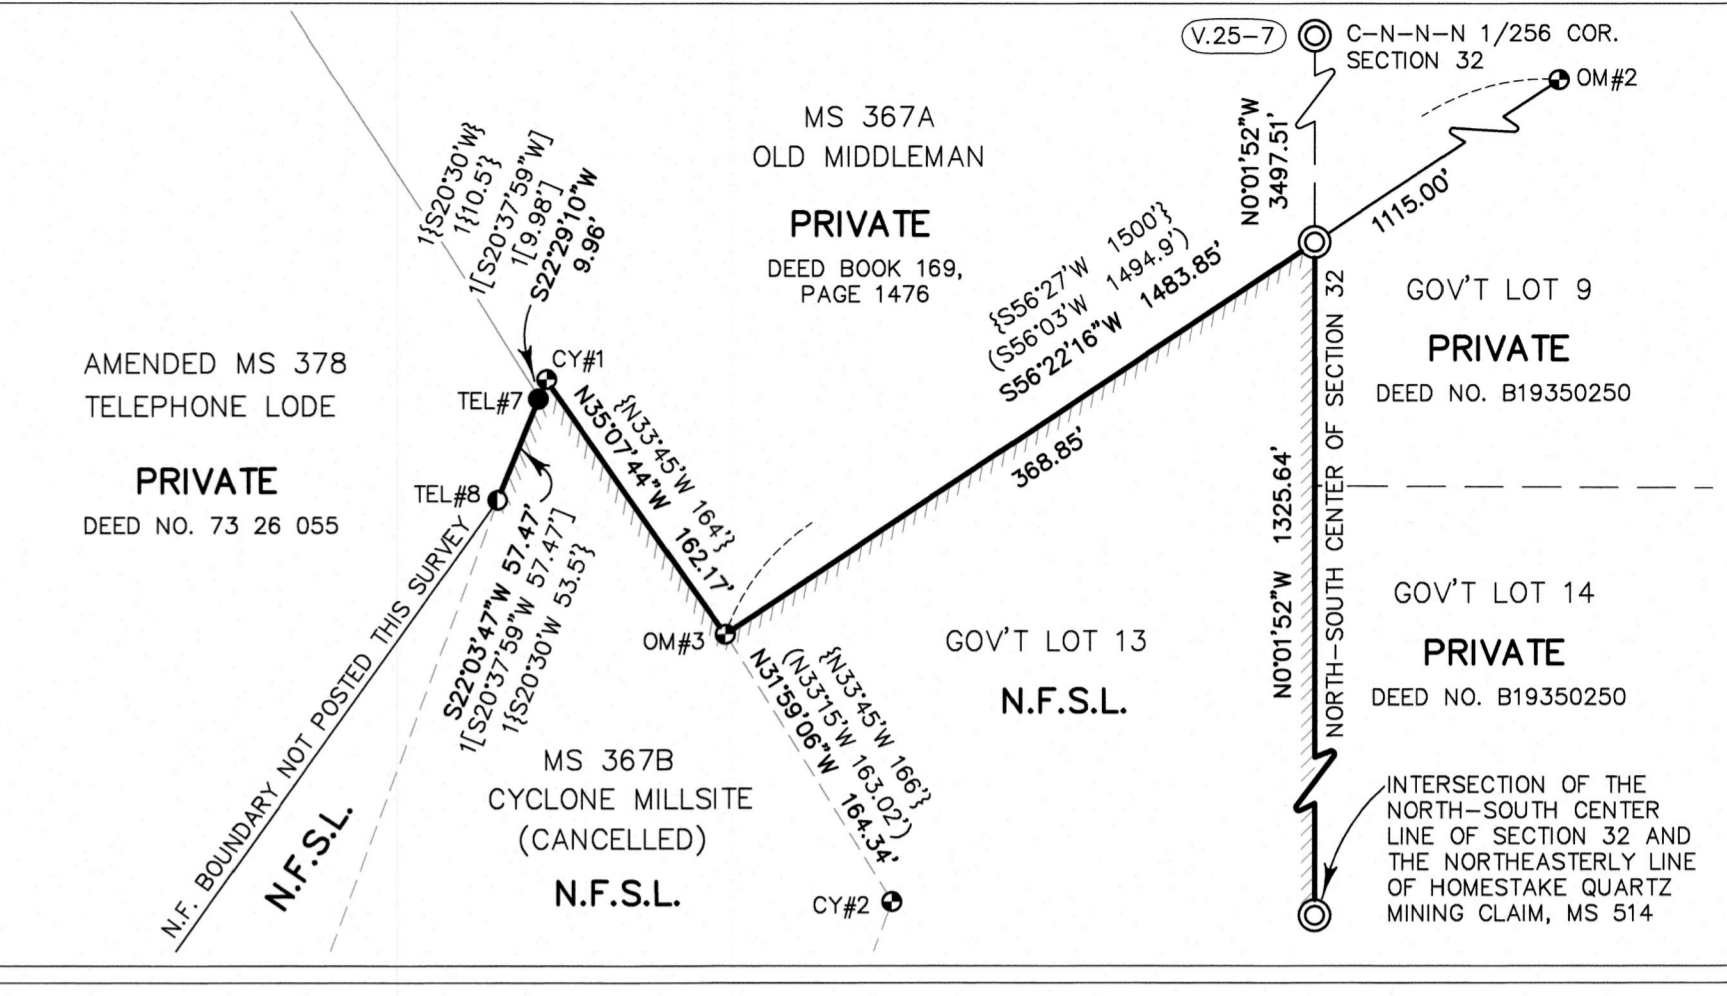 V.25-7
C-N-N-N 1/256 COR.
SECTION 32
OM#2
N0°01'52"W
3497.51'
1115.00'
MS 367A
OLD MIDDLEMAN
PRIVATE
DEED BOOK 169,
PAGE 1476
1{S20°30'W}
1{10.5'}
1[S20°37'59"W]
1[9.98']
S22°29'10"W
9.96'
{S56°27'W 1500'}
(S56°03'W 1494.9')
S56°22'16"W 1483.85'
368.85'
GOV'T LOT 9
PRIVATE
DEED NO. B19350250
AMENDED MS 378
TELEPHONE LODE
PRIVATE
DEED NO. 73 26 055
CY#1
TEL#7
TEL#8
{N33°45'W 164'}
N35°07'44"W 162.17'
S22°03'47"W 57.47'
1[S20°37'59"W 57.47']
1{S20°30'W 53.5'}
N.F. BOUNDARY NOT POSTED THIS SURVEY
N.F.S.L.
OM#3
{N33°45'W 166'}
(N33°15'W 163.02')
N31°59'06"W 164.34'
MS 367B
CYCLONE MILLSITE
(CANCELLED)
N.F.S.L.
CY#2
GOV'T LOT 13
N.F.S.L.
N0°01'52"W 1325.64'
NORTH-SOUTH CENTER OF SECTION 32
GOV'T LOT 14
PRIVATE
DEED NO. B19350250
INTERSECTION OF THE
NORTH-SOUTH CENTER
LINE OF SECTION 32 AND
THE NORTHEASTERLY LINE
OF HOMESTAKE QUARTZ
MINING CLAIM, MS 514